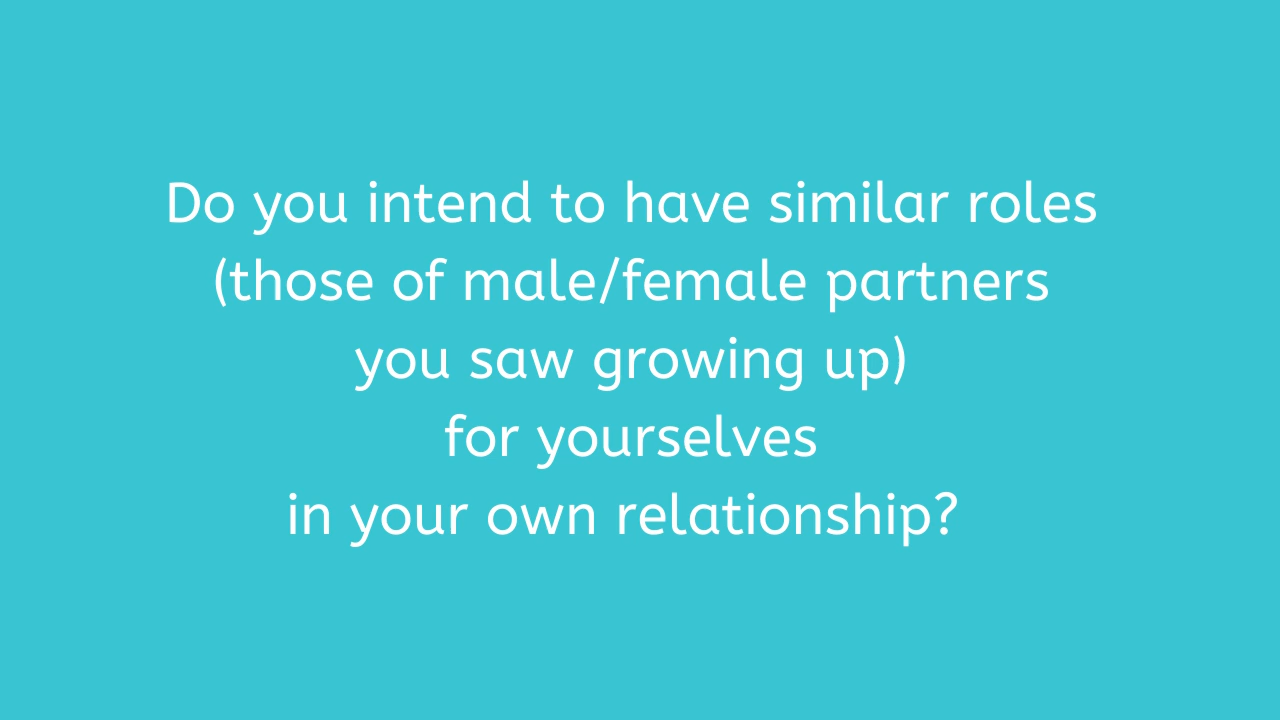 Do you intend to have similar roles
(those of male/female partners
you saw growing up)
for yourselves
in your own relationship?